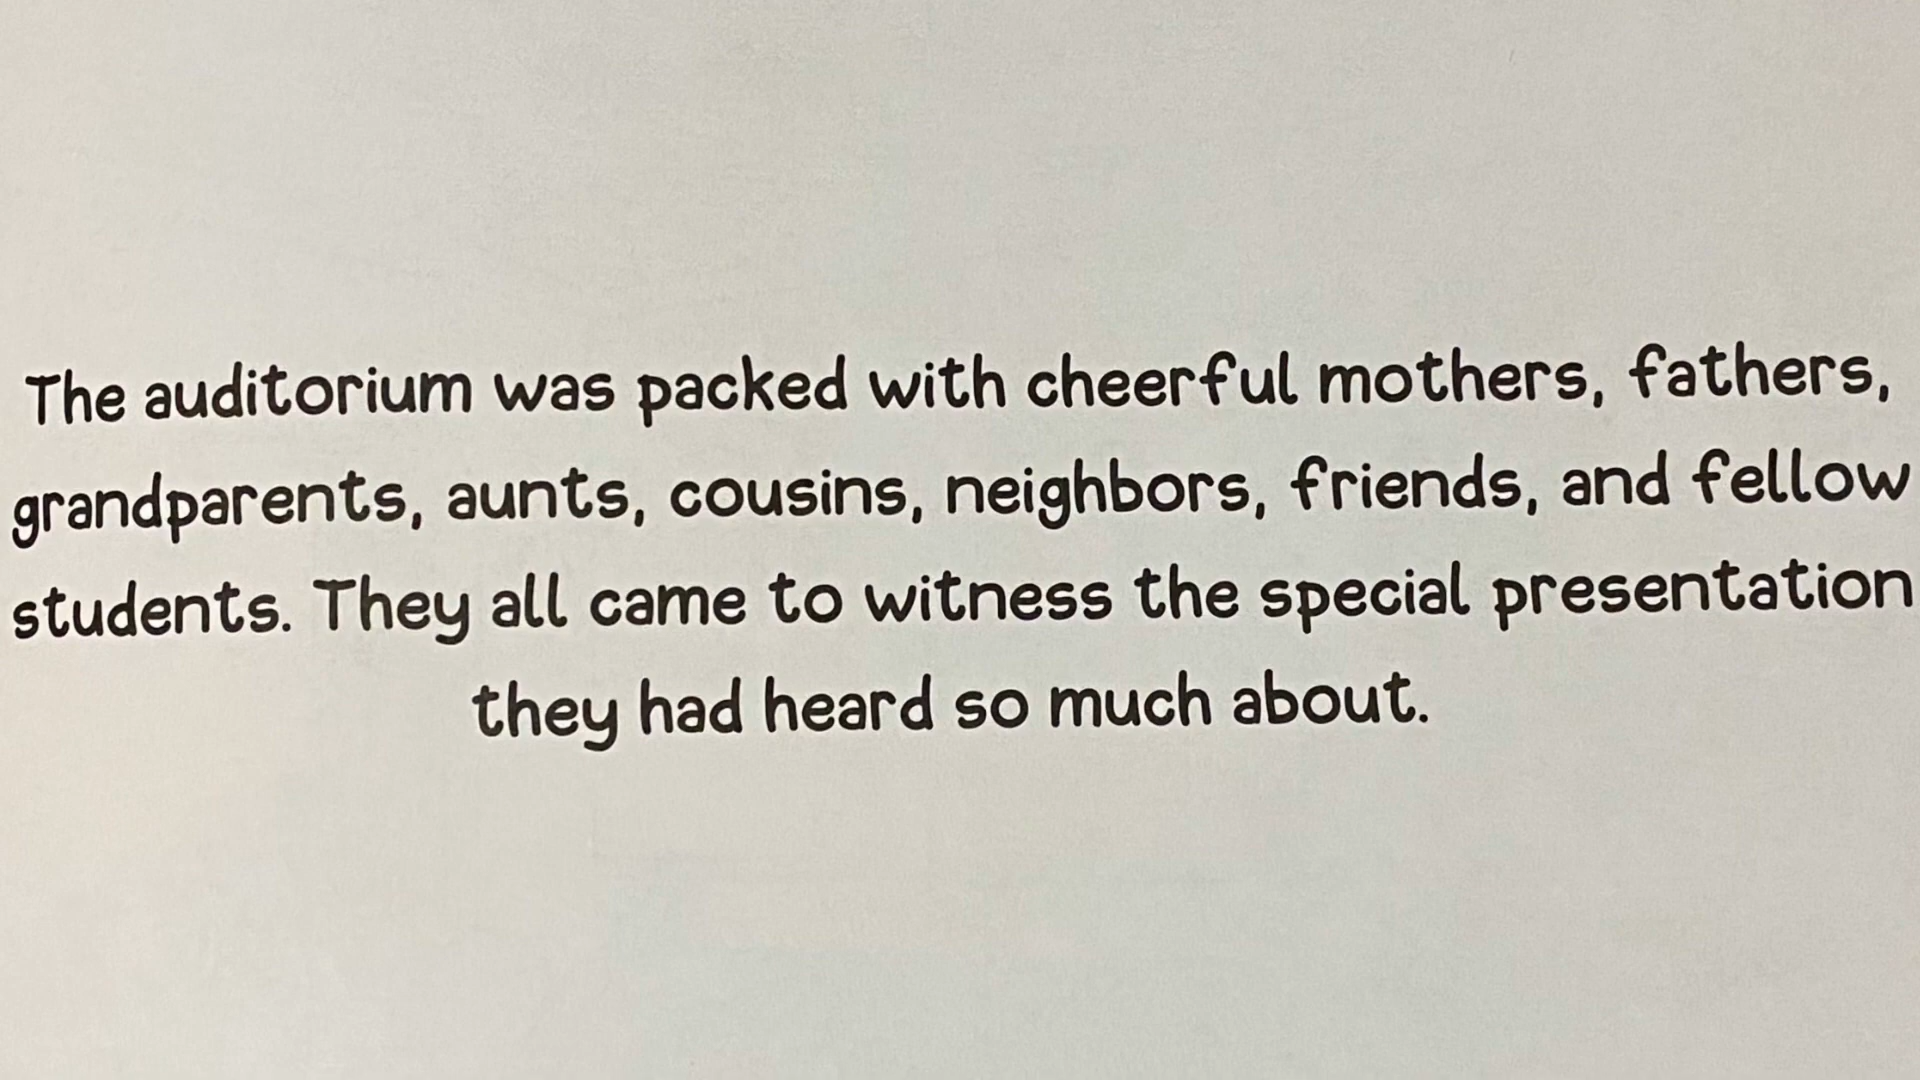 The auditorium was packed with cheerful mothers, fathers,
grandparents, aunts, cousins, neighbors, friends, and fellow
students. They all came to witness the special presentation
they had heard so much about.